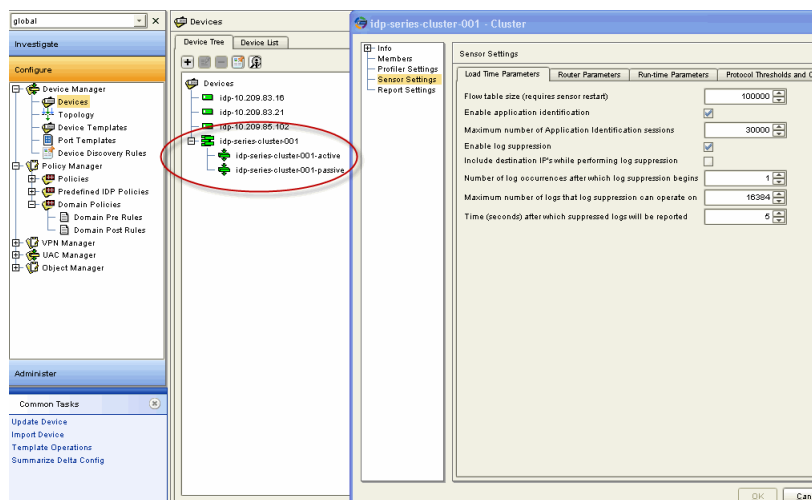 global
Investigate
Configure
Device Manager
Devices
Topology
Device Templates
Port Templates
Device Discovery Rules
Policy Manager
Policies
Predefined IDP Policies
Domain Policies
Domain Pre Rules
Domain Post Rules
VPN Manager
UAC Manager
Object Manager
Administer
Common Tasks
Update Device
Import Device
Template Operations
Summarize Delta Config
Devices
Device Tree Device List
Devices
idp-10.209.83.16
idp-10.209.83.21
idp-10.209.85.102
idp-series-cluster-001
idp-series-cluster-001-active
idp-series-cluster-001-passive
idp-series-cluster-001 - Cluster
Info
Members
Profiler Settings
Sensor Settings
Report Settings
Sensor Settings
Load Time Parameters Router Parameters Run-time Parameters Protocol Thresholds and C
Flow table size (requires sensor restart) 100000
Enable application identification
Maximum number of Application Identification sessions 30000
Enable log suppression
Include destination IP's while performing log suppression
Number of log occurrences after which log suppression begins 1
Maximum number of logs that log suppression can operate on 16384
Time (seconds) after which suppressed logs will be reported 5
OK Can